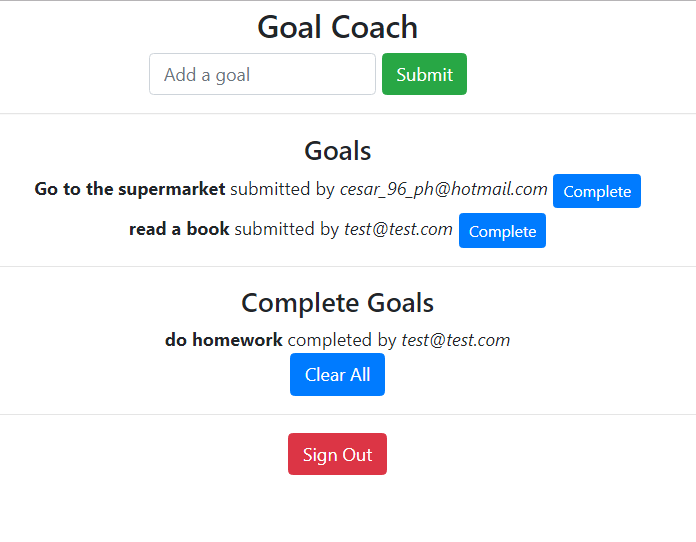 Goal Coach
Add a goal Submit
Goals
Go to the supermarket submitted by cesar_96_ph@hotmail.com Complete
read a book submitted by test@test.com Complete
Complete Goals
do homework completed by test@test.com
Clear All
Sign Out